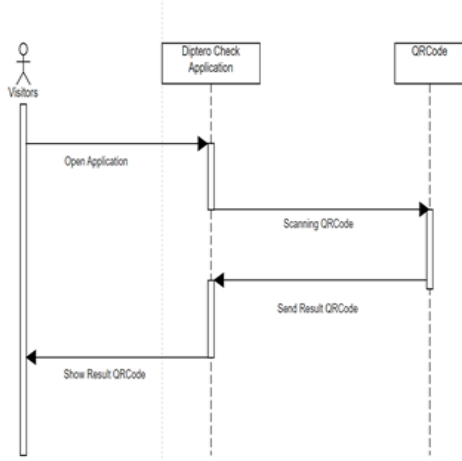 Diptero Check
Application
QRCode
Visitors
Open Application
Scanning QRCode
Send Result QRCode
Show Result QRCode